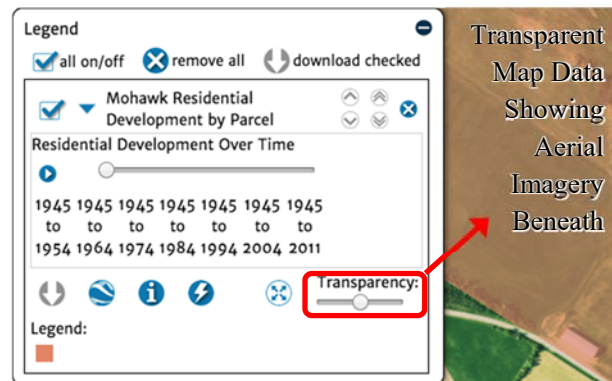 Legend
all on/off remove all download checked
Mohawk Residential
Development by Parcel
Residential Development Over Time
1945 1945 1945 1945 1945 1945 1945
to to to to to to to
1954 1964 1974 1984 1994 2004 2011
Transparency:
Legend:
Transparent
Map Data
Showing
Aerial
Imagery
Beneath